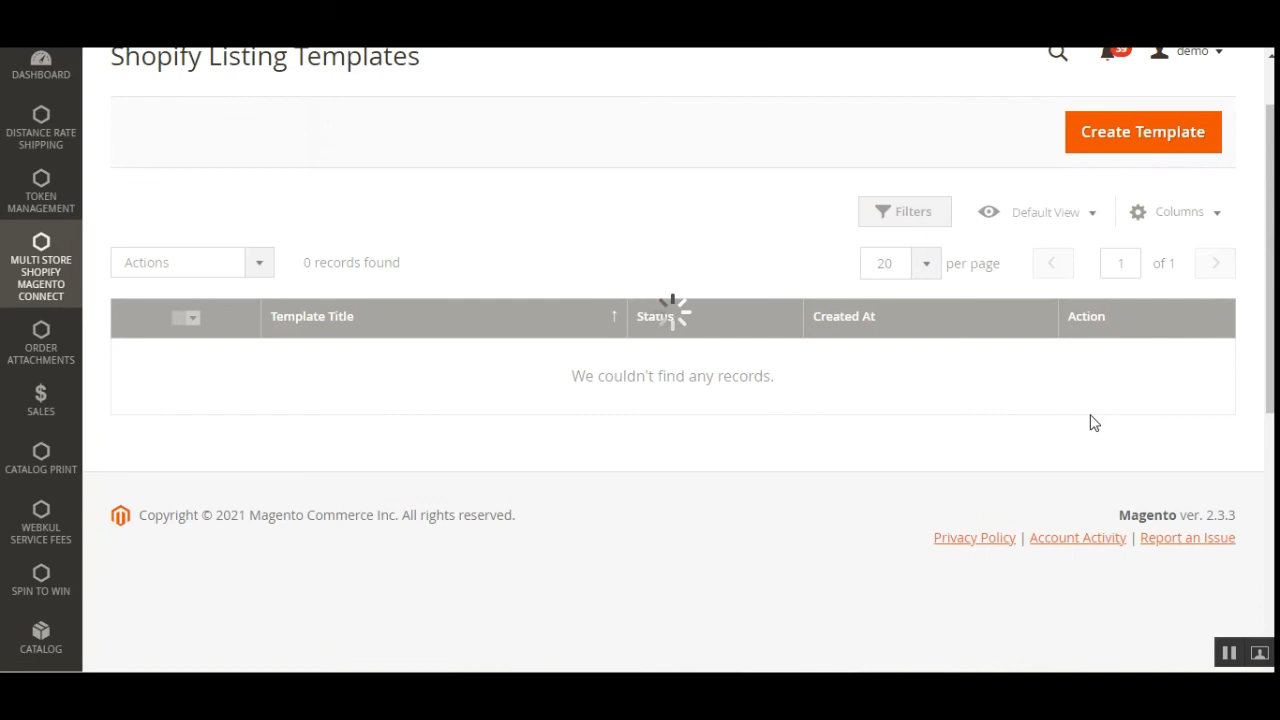 Shopify Listing Templates
39
demo
DASHBOARD
DISTANCE RATE
SHIPPING
TOKEN
MANAGEMENT
MULTI STORE
SHOPIFY
MAGENTO
CONNECT
ORDER
ATTACHMENTS
SALES
CATALOG PRINT
WEBKUL
SERVICE FEES
SPIN TO WIN
CATALOG
Create Template
Filters
Default View
Columns
Actions
0 records found
20
per page
1
of 1
Template Title
Status
Created At
Action
We couldn't find any records.
Copyright © 2021 Magento Commerce Inc. All rights reserved.
Magento ver. 2.3.3
Privacy Policy | Account Activity | Report an Issue